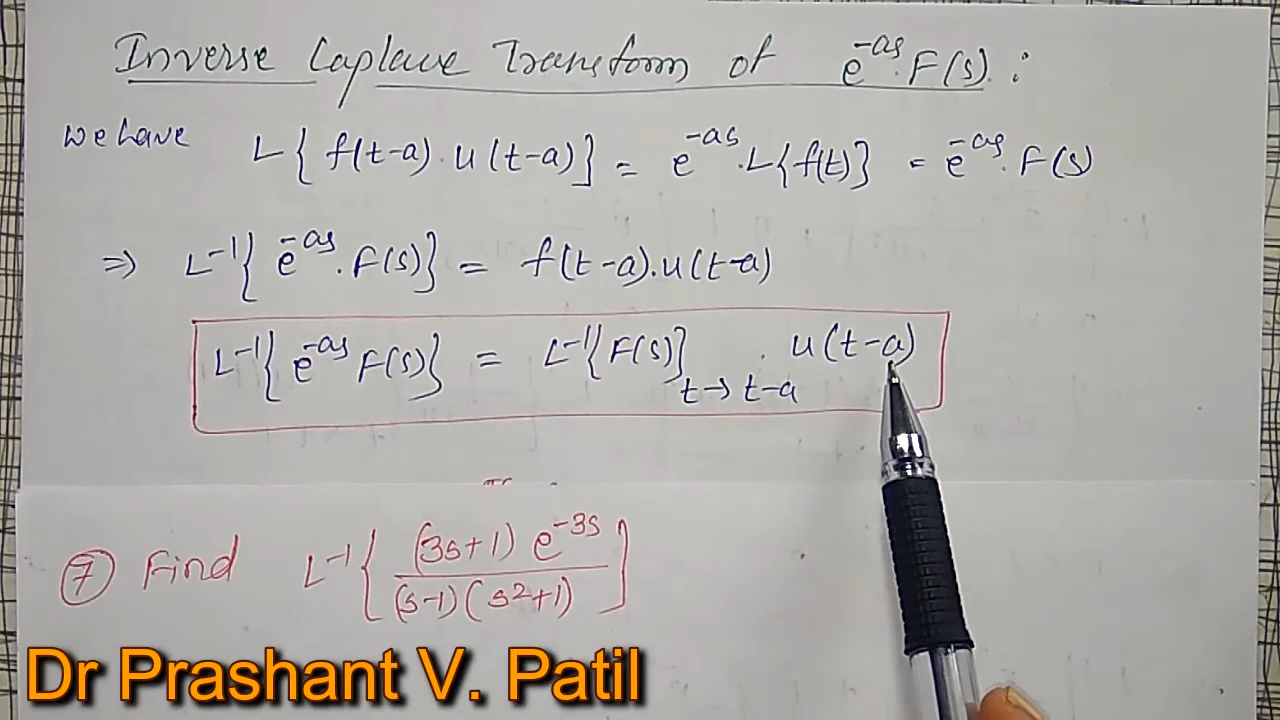 Inverse Laplace Transform of e^-as . F(s) :
we have L{ f(t-a) . u(t-a)} = e^-as . L{f(t)} = e^-as . F(s)
⇒ L^-1{ e^-as . F(s)} = f(t-a) . u(t-a)
L^-1{ e^-as F(s)} = L^-1{F(s)}_t→t-a . u(t-a)
⑦ Find L^-1{ (3s+1) e^-3s / (s-1)(s^2+1) }
Dr Prashant V. Patil